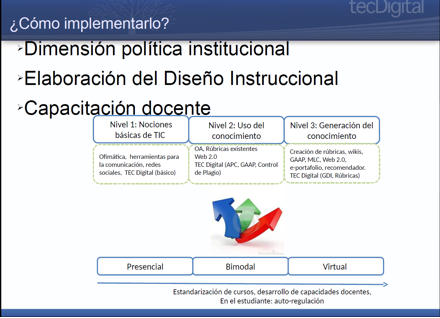 tecDigital
¿Cómo implementarlo?
Dimensión política institucional
Elaboración del Diseño Instruccional
Capacitación docente
Nivel 1: Nociones
básicas de TIC
Nivel 2: Uso del
conocimiento
Nivel 3: Generación del
conocimiento
Ofimática, herramientas para
la comunicación, redes
sociales, TEC Digital (básico)
OA, Rúbricas existentes
Web 2.0
TEC Digital (APC, GAAP, Control
de Plagio)
Creación de rúbricas, wikis,
GAAP, MLC, Web 2.0,
e-portafolio, recomendador.
TEC Digital (GDI, Rúbricas)
Presencial
Bimodal
Virtual
Estandarización de cursos, desarrollo de capacidades docentes,
En el estudiante: auto-regulación